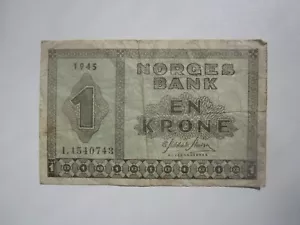 1945
NORGES
BANK
1
EN
KRONE
I.1540743